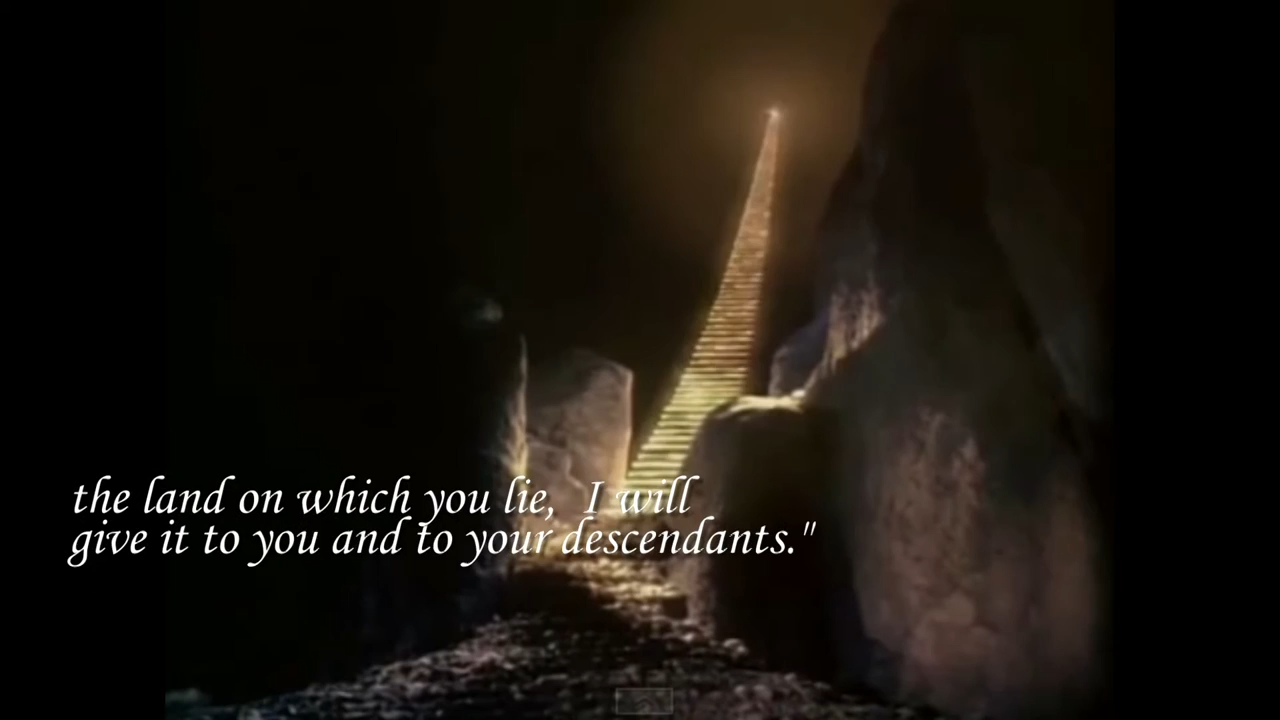 the land on which you lie,  I will
give it to you and to your descendants."